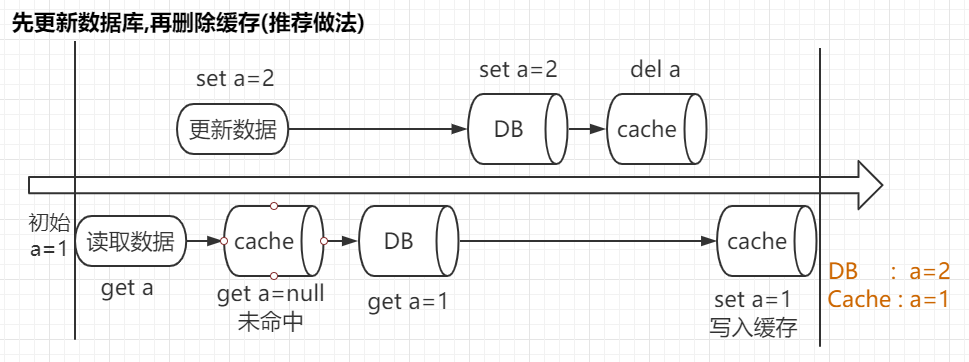 先更新数据库,再删除缓存(推荐做法)
set a=2
set a=2
del a
更新数据
DB
cache
初始
a=1
读取数据
cache
DB
cache
get a
get a=null
未命中
get a=1
set a=1
写入缓存
DB : a=2
Cache : a=1